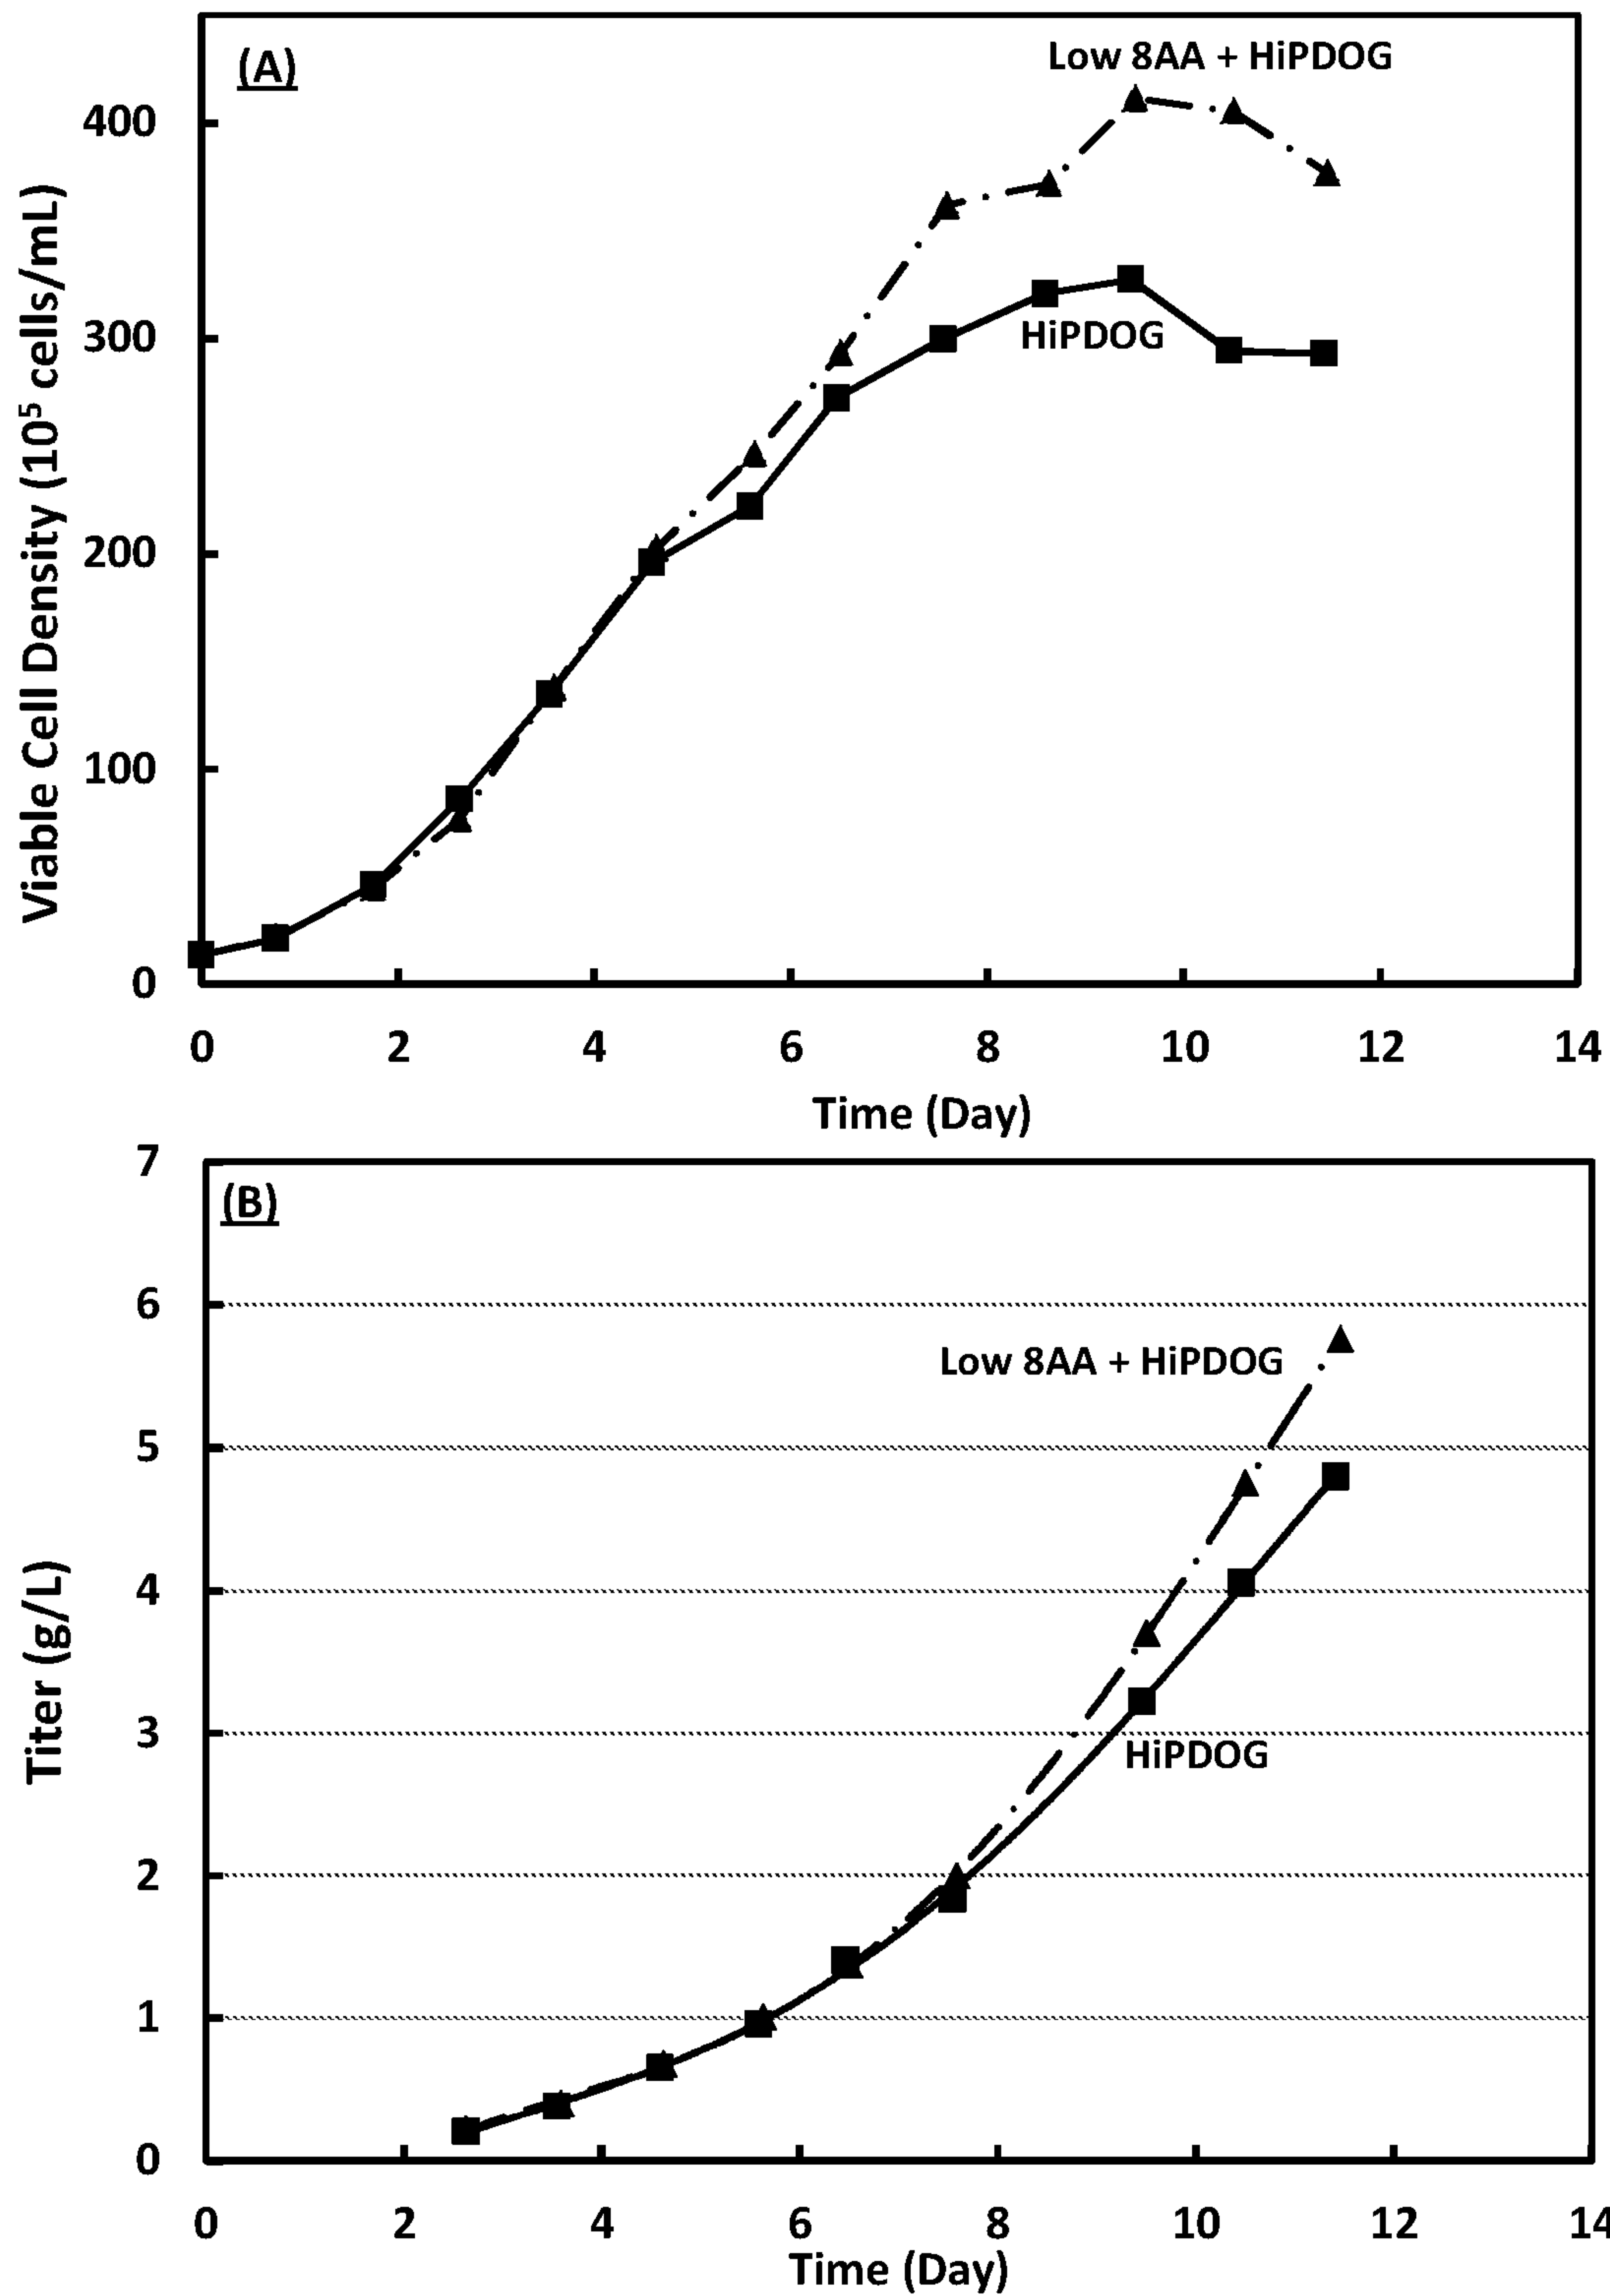 (A)
Low 8AA + HiPDOG
400
300
HiPDOG
200
100
0
Viable Cell Density (10⁵ cells/mL)
0 2 4 6 8 10 12 14
Time (Day)
7
(B)
6
Low 8AA + HiPDOG
5
4
3
HiPDOG
2
1
0
Titer (g/L)
0 2 4 6 8 10 12 14
Time (Day)